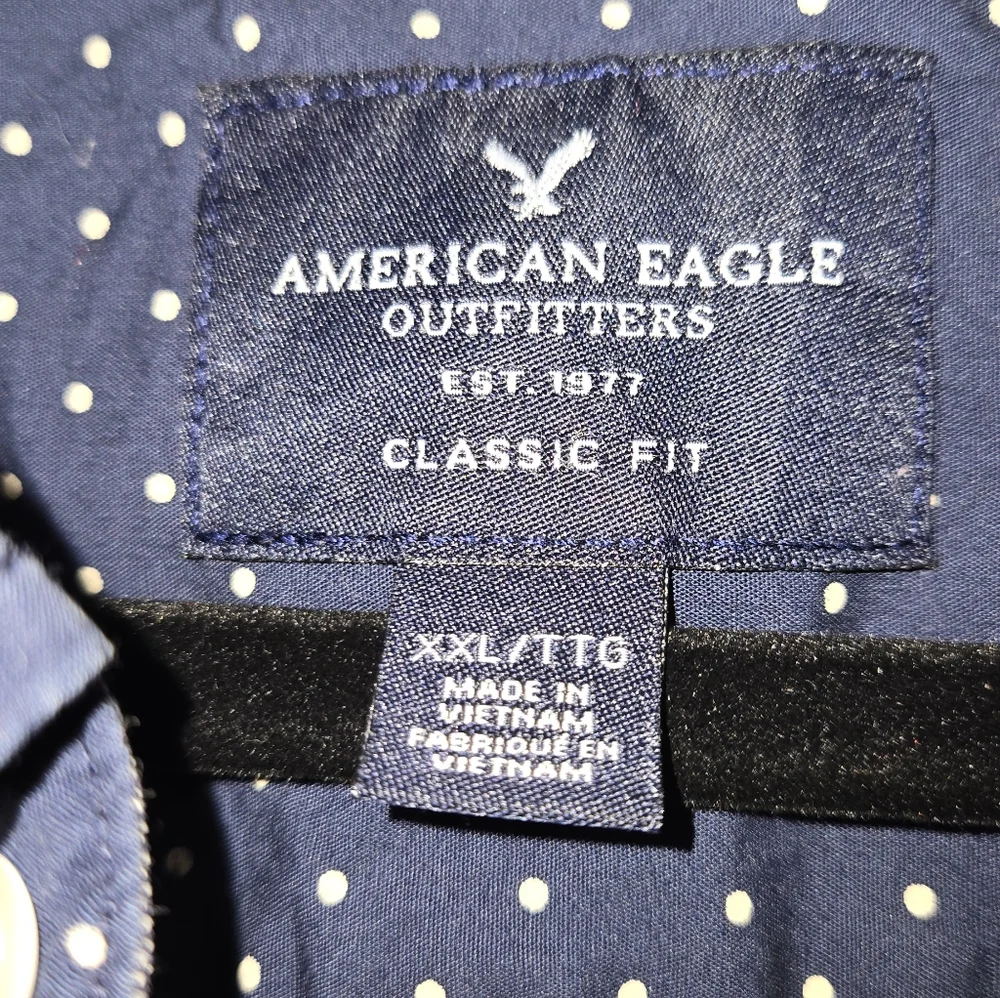 AMERICAN EAGLE
OUTFITTERS
EST. 1977
CLASSIC FIT
XXL/TTG
MADE IN
VIETNAM
FABRIQUÉ EN
VIETNAM